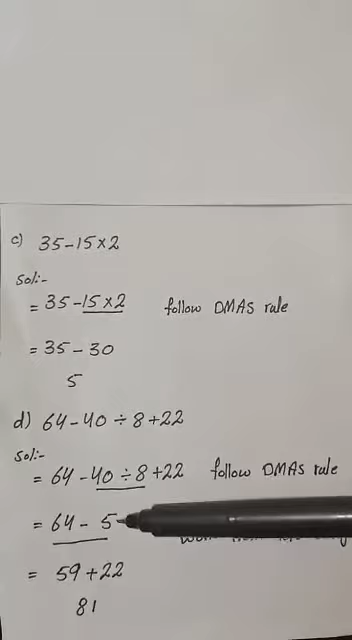 c) 35-15×2
Sol:-
= 35-15×2 follow DMAS rule
= 35-30
5
d) 64-40÷8+22
Sol:-
= 64-40÷8+22 follow DMAS rule
= 64-5
= 59+22
81